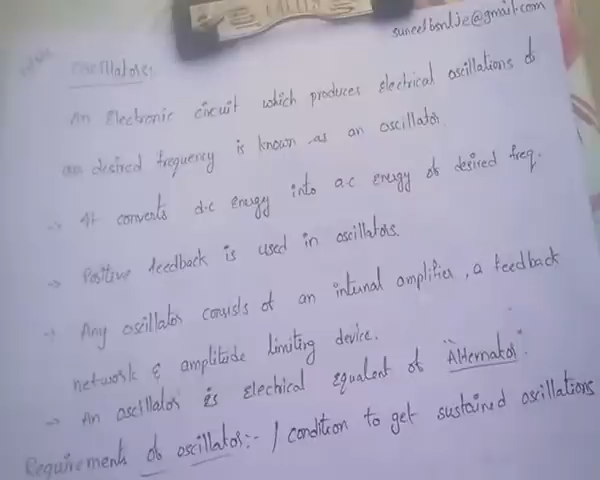 suneelbsnlje@gmail.com
Oscillators:
An Electronic circuit which produces Electrical oscillations of
an desired frequency is known as an oscillator.
→ It converts d.c energy into a.c energy of desired freq.
→ Positive feedback is used in oscillators.
→ Any oscillator consists of an internal amplifier, a feedback
network & amplitude limiting device.
→ An oscillator is electrical equalent of "Alternator".
Requirements of oscillator:- / condition to get sustained oscillations